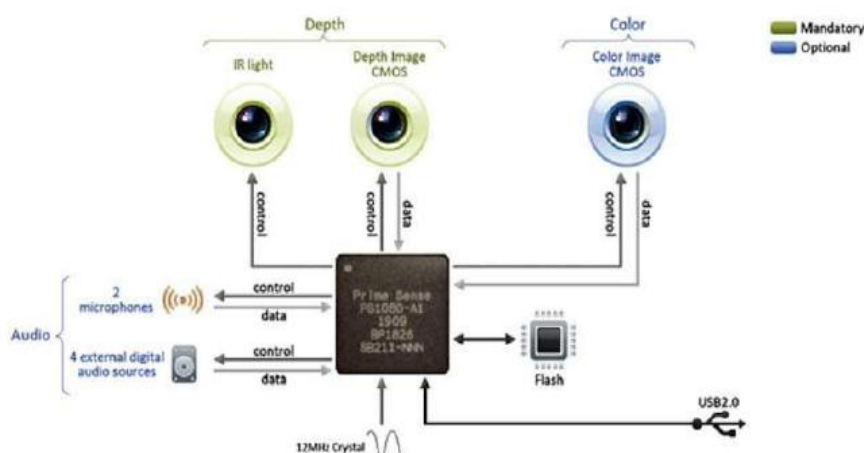 Depth
Color
Mandatory
Optional
IR light
Depth Image
CMOS
Color Image
CMOS
control
control
data
control
data
Audio
2
microphones
control
data
4 external digital
audio sources
control
data
Prime Sense
PS1080-A1
1909
BP1826
SB211-NNN
Flash
USB2.0
12MHz Crystal